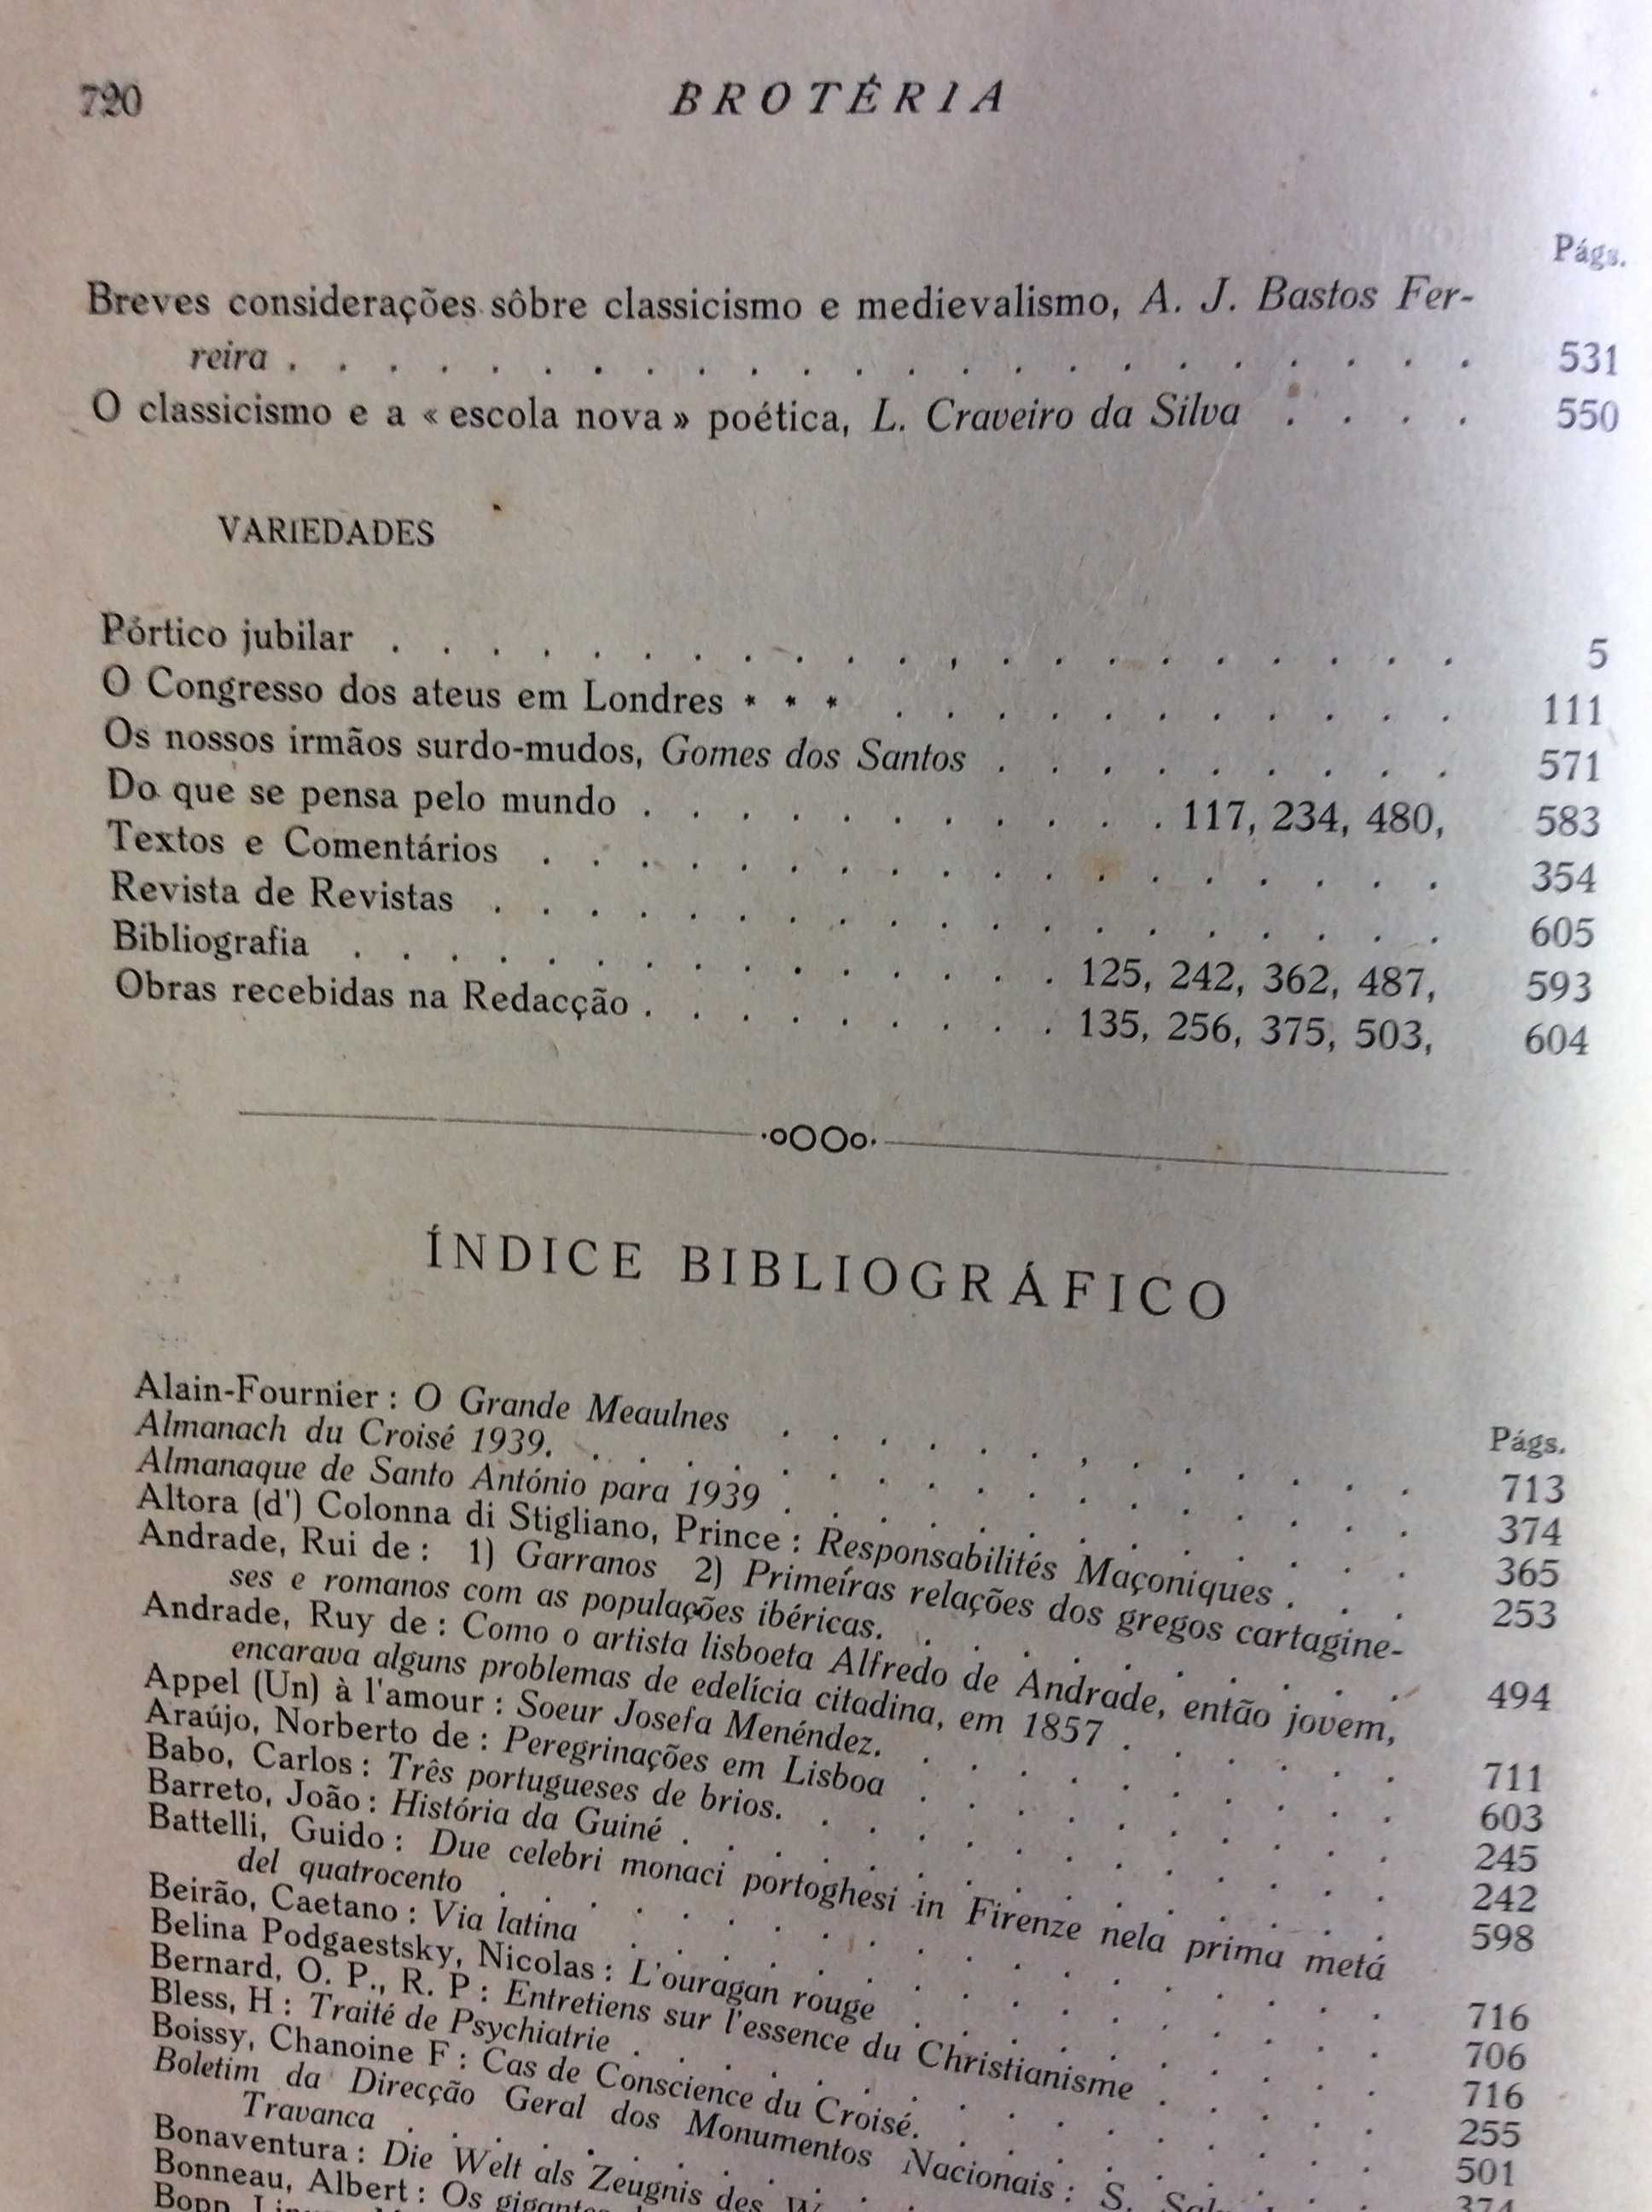 720 BROTÉRIA
Págs.
Breves considerações sôbre classicismo e medievalismo, A. J. Bastos Fer-
reira . . . . . . . . . . . . . . . . . . . . . . . . 531
O classicismo e a « escola nova » poética, L. Craveiro da Silva . . . . 550
VARIEDADES
Pórtico jubilar . . . . . . . . . . . . . . . . . . . . . . 5
O Congresso dos ateus em Londres * * * . . . . . . . . . . . 111
Os nossos irmãos surdo-mudos, Gomes dos Santos . . . . . . . . . 571
Do que se pensa pelo mundo . . . . . . . . . . . 117, 234, 480, 583
Textos e Comentários . . . . . . . . . . . . . . . . . . 354
Revista de Revistas . . . . . . . . . . . . . . . . . . . 605
Bibliografia . . . . . . . . . . . . . . . 125, 242, 362, 487, 593
Obras recebidas na Redacção . . . . . . . . . 135, 256, 375, 503, 604
ÍNDICE BIBLIOGRÁFICO
Págs.
Alain-Fournier : O Grande Meaulnes . . . . . . . . . . . . . 713
Almanach du Croisé 1939. . . . . . . . . . . . . . . . . 374
Almanaque de Santo António para 1939 . . . . . . . . . . . . 365
Altora (d') Colonna di Stigliano, Prince : Responsabilités Maçoniques . . . 253
Andrade, Rui de : 1) Garranos 2) Primeíras relações dos gregos cartagine-
ses e romanos com as populações ibéricas. . . . . . . . . . . 494
Andrade, Ruy de : Como o artista lisboeta Alfredo de Andrade, então jovem,
encarava alguns problemas de edelícia citadina, em 1857 . . . . . . 711
Appel (Un) à l'amour : Soeur Josefa Menéndez. . . . . . . . . . . 603
Araújo, Norberto de : Peregrinações em Lisboa . . . . . . . . . . 245
Babo, Carlos : Três portugueses de brios. . . . . . . . . . . . . 242
Barreto, João : História da Guiné . . . . . . . . . . . . . . . 598
Battelli, Guido : Due celebri monaci portoghesi in Firenze nela prima metá
del quatrocento . . . . . . . . . . . . . . . . . . 716
Beirão, Caetano : Via latina . . . . . . . . . . . . . . . . 706
Belina Podgaestsky, Nicolas : L'ouragan rouge . . . . . . . . . . 716
Bernard, O. P., R. P : Entretiens sur l'essence du Christianisme . . . . . 255
Bless, H : Traité de Psychiatrie . . . . . . . . . . . . . . . 501
Boissy, Chanoine F : Cas de Conscience du Croisé. . . . . . . . . . 374
Boletim da Direcção Geral dos Monumentos Nacionais : S.
Travanca . . . . . . . . . . . . . . . . .
Bonaventura : Die Welt als Zeugnis des
Bonneau, Albert : Os